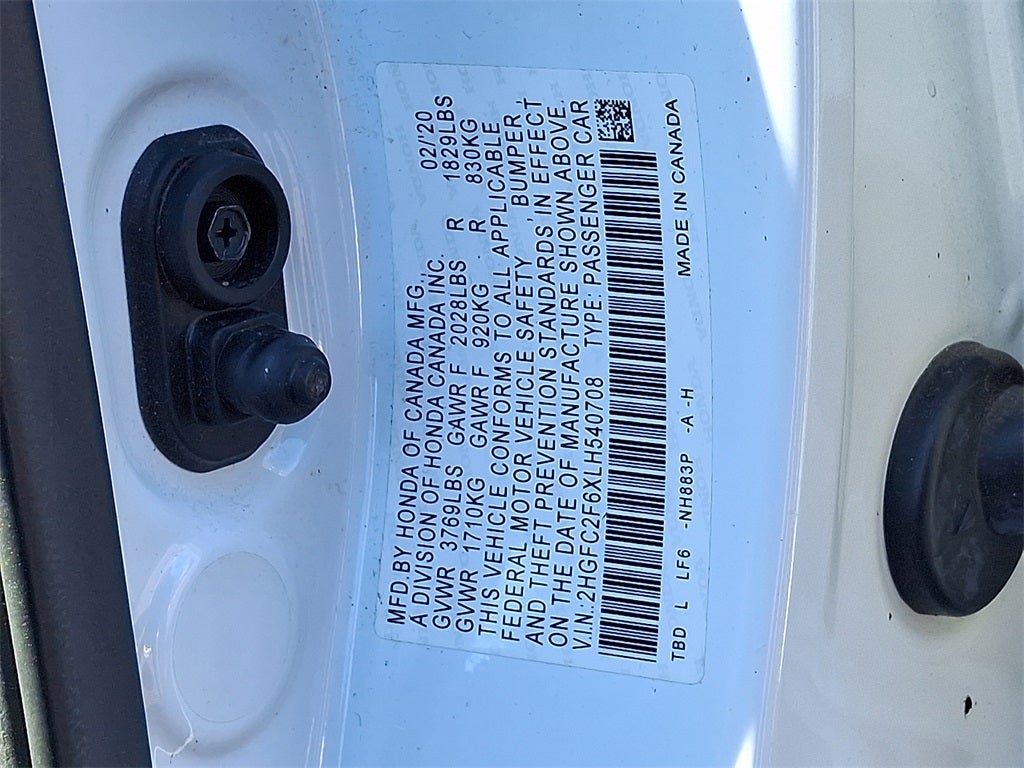 MFD.BY HONDA OF CANADA MFG.,
A DIVISION OF HONDA CANADA INC. 02/'20
GVWR 3769LBS GAWR F 2028LBS R 1829LBS
GVWR 1710KG GAWR F 920KG R 830KG
THIS VEHICLE CONFORMS TO ALL APPLICABLE
FEDERAL MOTOR VEHICLE SAFETY ,BUMPER,
AND THEFT PREVENTION STANDARDS IN EFFECT
ON THE DATE OF MANUFACTURE SHOWN ABOVE.
V.I.N.:2HGFC2F6XLH540708 TYPE: PASSENGER CAR
TBD L LF6 -NH883P -A -H MADE IN CANADA